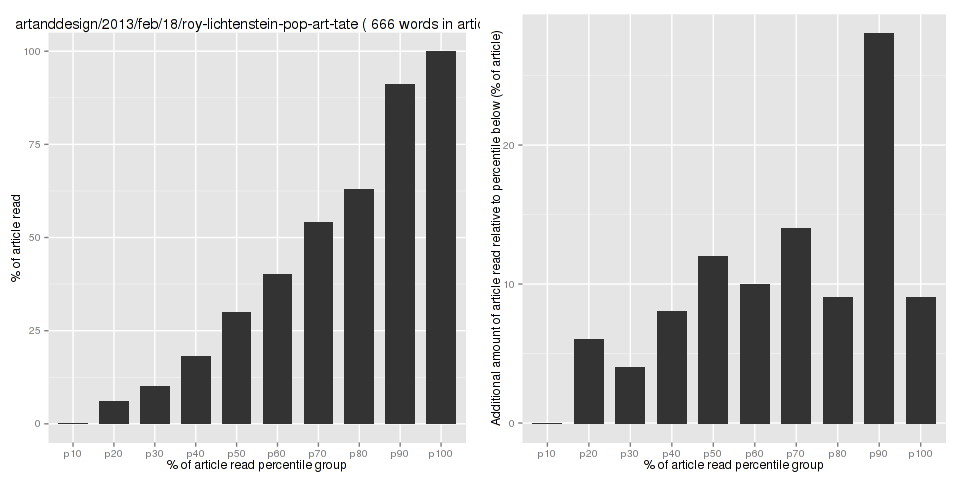 artanddesign/2013/feb/18/roy-lichtenstein-pop-art-tate ( 666 words in artic
100
75
50
25
0
% of article read
p10 p20 p30 p40 p50 p60 p70 p80 p90 p100
% of article read percentile group
20
10
0
Additional amount of article read relative to percentile below (% of article)
p10 p20 p30 p40 p50 p60 p70 p80 p90 p100
% of article read percentile group